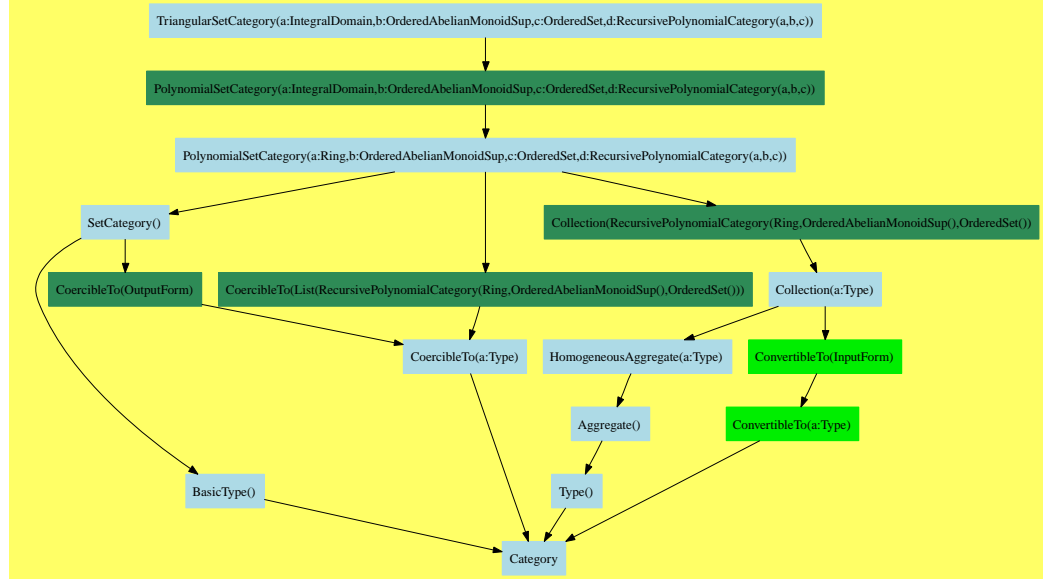 TriangularSetCategory(a:IntegralDomain,b:OrderedAbelianMonoidSup,c:OrderedSet,d:RecursivePolynomialCategory(a,b,c))
PolynomialSetCategory(a:IntegralDomain,b:OrderedAbelianMonoidSup,c:OrderedSet,d:RecursivePolynomialCategory(a,b,c))
PolynomialSetCategory(a:Ring,b:OrderedAbelianMonoidSup,c:OrderedSet,d:RecursivePolynomialCategory(a,b,c))
SetCategory()
Collection(RecursivePolynomialCategory(Ring,OrderedAbelianMonoidSup(),OrderedSet())
CoercibleTo(OutputForm)
CoercibleTo(List(RecursivePolynomialCategory(Ring,OrderedAbelianMonoidSup(),OrderedSet()))
Collection(a:Type)
CoercibleTo(a:Type)
HomogeneousAggregate(a:Type)
ConvertibleTo(InputForm)
Aggregate()
ConvertibleTo(a:Type)
BasicType()
Type()
Category